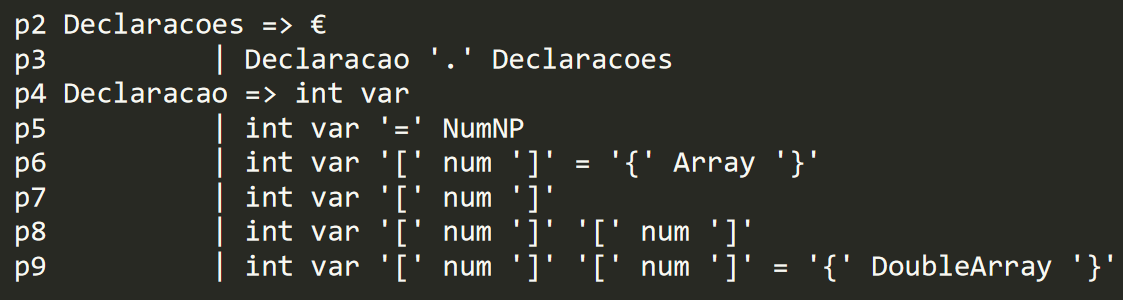 p2 Declaracoes => €
p3 | Declaracao '.' Declaracoes
p4 Declaracao => int var
p5 | int var '=' NumNP
p6 | int var '[' num ']' = '{' Array '}'
p7 | int var '[' num ']'
p8 | int var '[' num ']' '[' num ']'
p9 | int var '[' num ']' '[' num ']' = '{' DoubleArray '}'